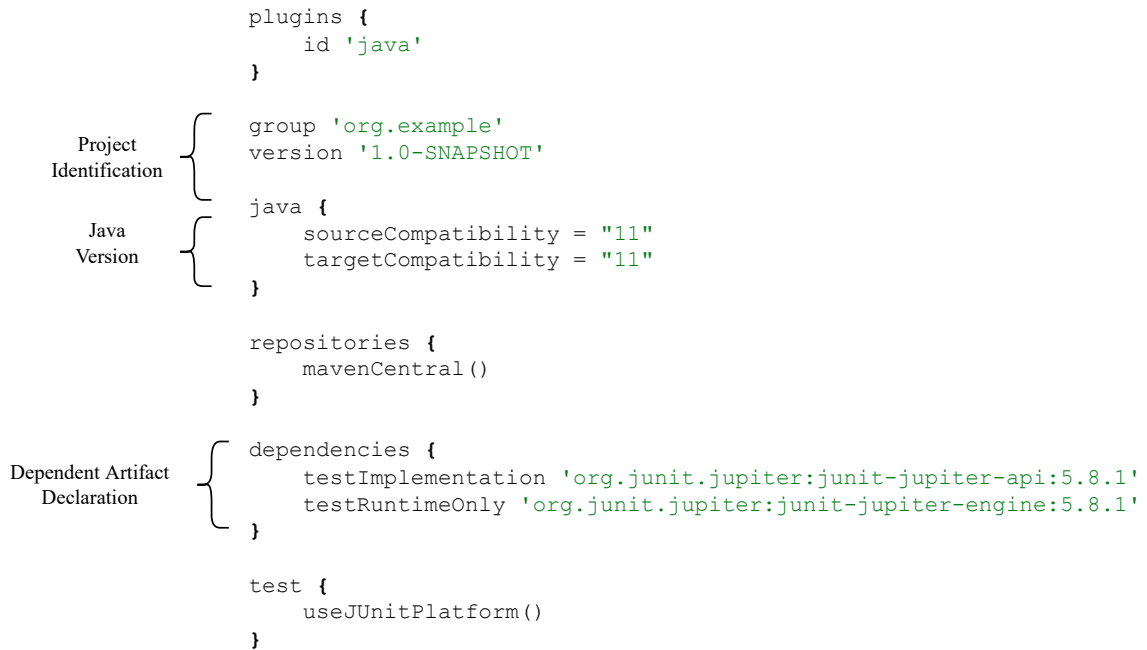 plugins {
    id 'java'
}
Project
Identification
group 'org.example'
version '1.0-SNAPSHOT'
Java
Version
java {
    sourceCompatibility = "11"
    targetCompatibility = "11"
}
repositories {
    mavenCentral()
}
Dependent Artifact
Declaration
dependencies {
    testImplementation 'org.junit.jupiter:junit-jupiter-api:5.8.1'
    testRuntimeOnly 'org.junit.jupiter:junit-jupiter-engine:5.8.1'
}
test {
    useJUnitPlatform()
}